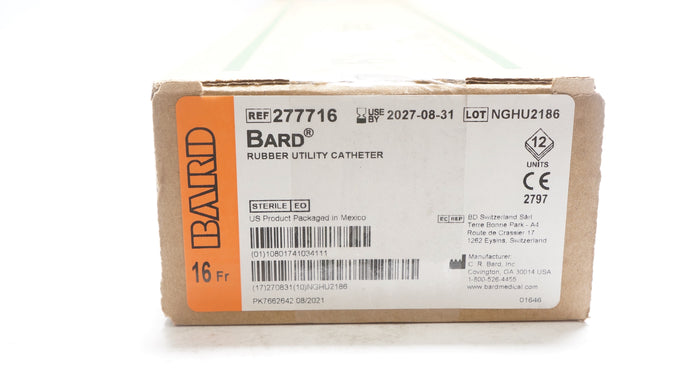 BARD
16 Fr
REF 277716 USE BY 2027-08-31 LOT NGHU2186
BARD®
RUBBER UTILITY CATHETER
12
UNITS
CE
2797
STERILE EO
US Product Packaged in Mexico
(01)10801741034111
(17)270831(10)NGHU2186
PK7662642 08/2021
EC REP BD Switzerland Sàrl
Terre Bonne Park - A4
Route de Crassier 17
1262 Eysins, Switzerland
Manufacturer:
C. R. Bard, Inc.
Covington, GA 30014 USA
1-800-526-4455
www.bardmedical.com
01646